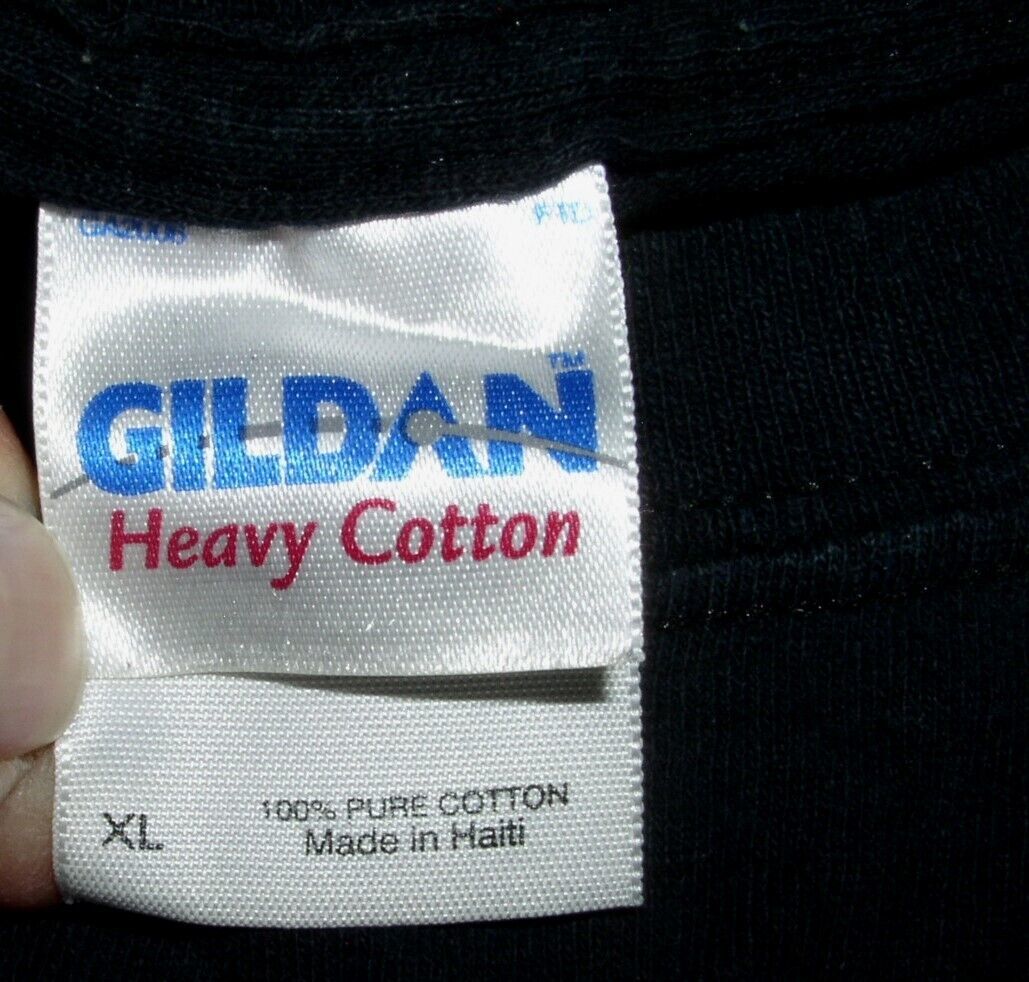 GILDAN™
Heavy Cotton
XL
100% PURE COTTON
Made in Haiti